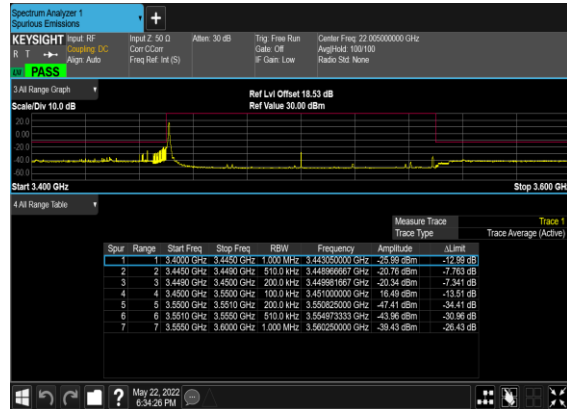 Spectrum Analyzer 1
Spurious Emissions
KEYSIGHT
R T
LW PASS
Input: RF
Coupling: DC
Align: Auto
Input Z: 50 Ω
Corr CCorr
Freq Ref: Int (S)
Atten: 30 dB
Trig: Free Run
Gate: Off
IF Gain: Low
Center Freq: 22.005000000 GHz
Avg|Hold: 100/100
Radio Std: None
3 All Range Graph
Scale/Div 10.0 dB
Ref Lvl Offset 18.53 dB
Ref Value 30.00 dBm
20.0
0.00
-20.0
-40.0
-60.0
Start 3.400 GHz
Stop 3.600 GHz
4 All Range Table
Measure Trace Trace 1
Trace Type Trace Average (Active)
Spur Range Start Freq Stop Freq RBW Frequency Amplitude ΔLimit
1 1 3.4000 GHz 3.4450 GHz 1.000 MHz 3.443050000 GHz -25.99 dBm -12.99 dB
2 2 3.4450 GHz 3.4490 GHz 510.0 kHz 3.448966667 GHz -20.76 dBm -7.763 dB
3 3 3.4490 GHz 3.4500 GHz 200.0 kHz 3.449981667 GHz -20.34 dBm -7.341 dB
4 4 3.4500 GHz 3.5500 GHz 100.0 kHz 3.451000000 GHz 16.49 dBm -13.51 dB
5 5 3.5500 GHz 3.5510 GHz 200.0 kHz 3.550825000 GHz -47.41 dBm -34.41 dB
6 6 3.5510 GHz 3.5550 GHz 510.0 kHz 3.554973333 GHz -43.96 dBm -30.96 dB
7 7 3.5550 GHz 3.6000 GHz 1.000 MHz 3.560250000 GHz -39.43 dBm -26.43 dB
May 22, 2022
6:34:26 PM